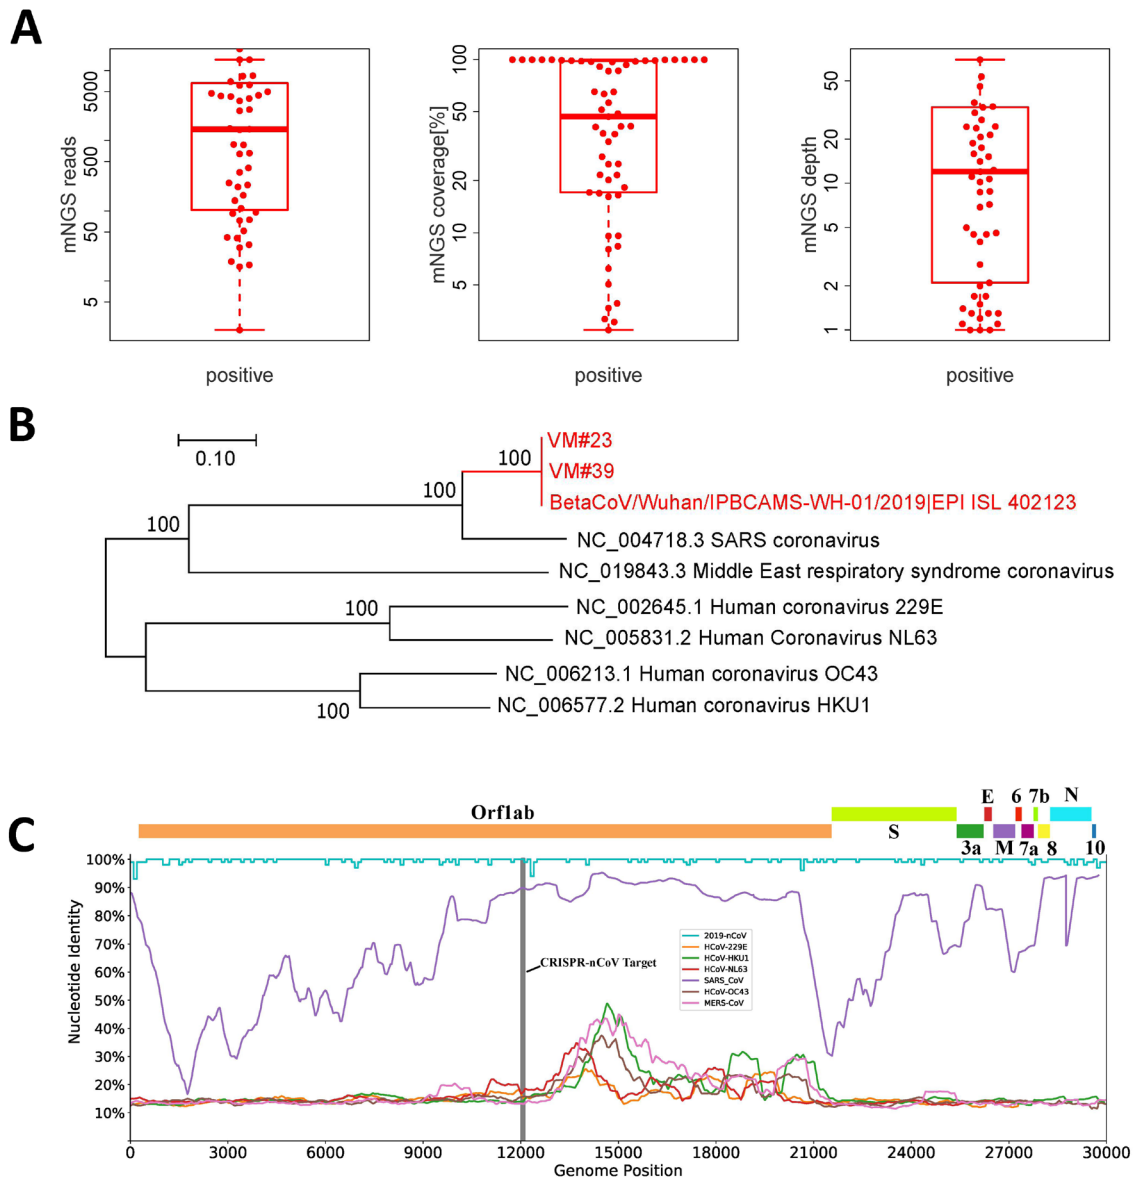 A
mNGS reads
5000
500
50
5
positive
mNGS coverage[%]
100
50
20
10
5
positive
mNGS depth
50
20
10
5
2
1
positive
B
0.10
100
VM#23
VM#39
BetaCoV/Wuhan/IPBCAMS-WH-01/2019|EPI ISL 402123
100
100
NC_004718.3 SARS coronavirus
NC_019843.3 Middle East respiratory syndrome coronavirus
100
NC_002645.1 Human coronavirus 229E
NC_005831.2 Human Coronavirus NL63
100
NC_006213.1 Human coronavirus OC43
NC_006577.2 Human coronavirus HKU1
C
Orf1ab
S
E
6
7b
N
3a
M
7a
8
10
Nucleotide Identity
100%
90%
80%
70%
60%
50%
40%
30%
20%
10%
CRISPR-nCoV Target
2019-nCoV
HCoV-229E
HCoV-HKU1
HCoV-NL63
SARS_CoV
HCoV-OC43
MERS-CoV
0
3000
6000
9000
12000
15000
18000
21000
24000
27000
30000
Genome Position